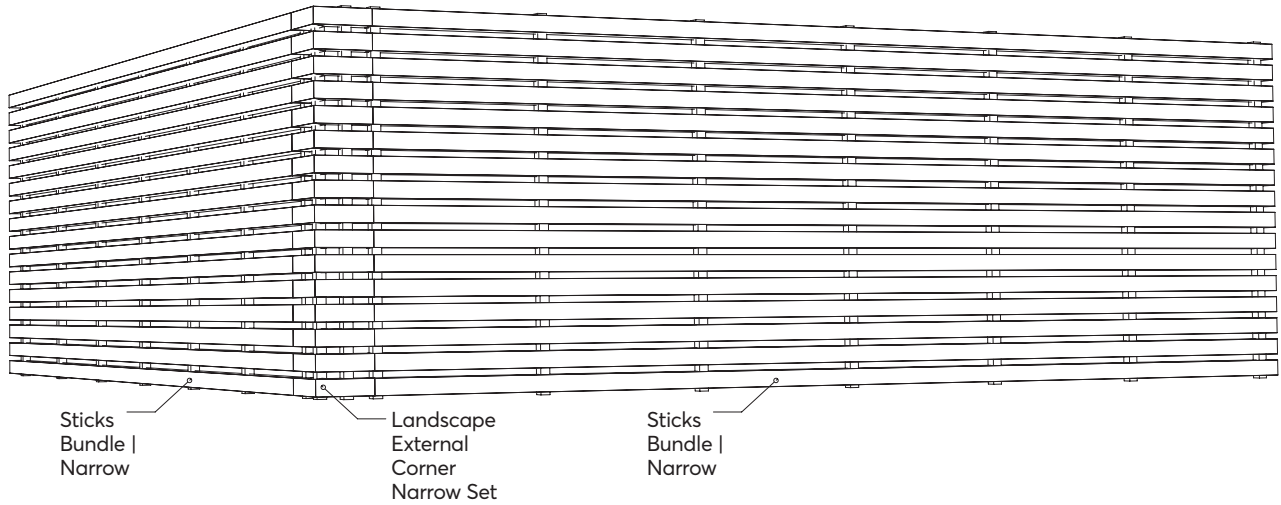 Sticks
Bundle |
Narrow
Landscape
External
Corner
Narrow Set
Sticks
Bundle |
Narrow